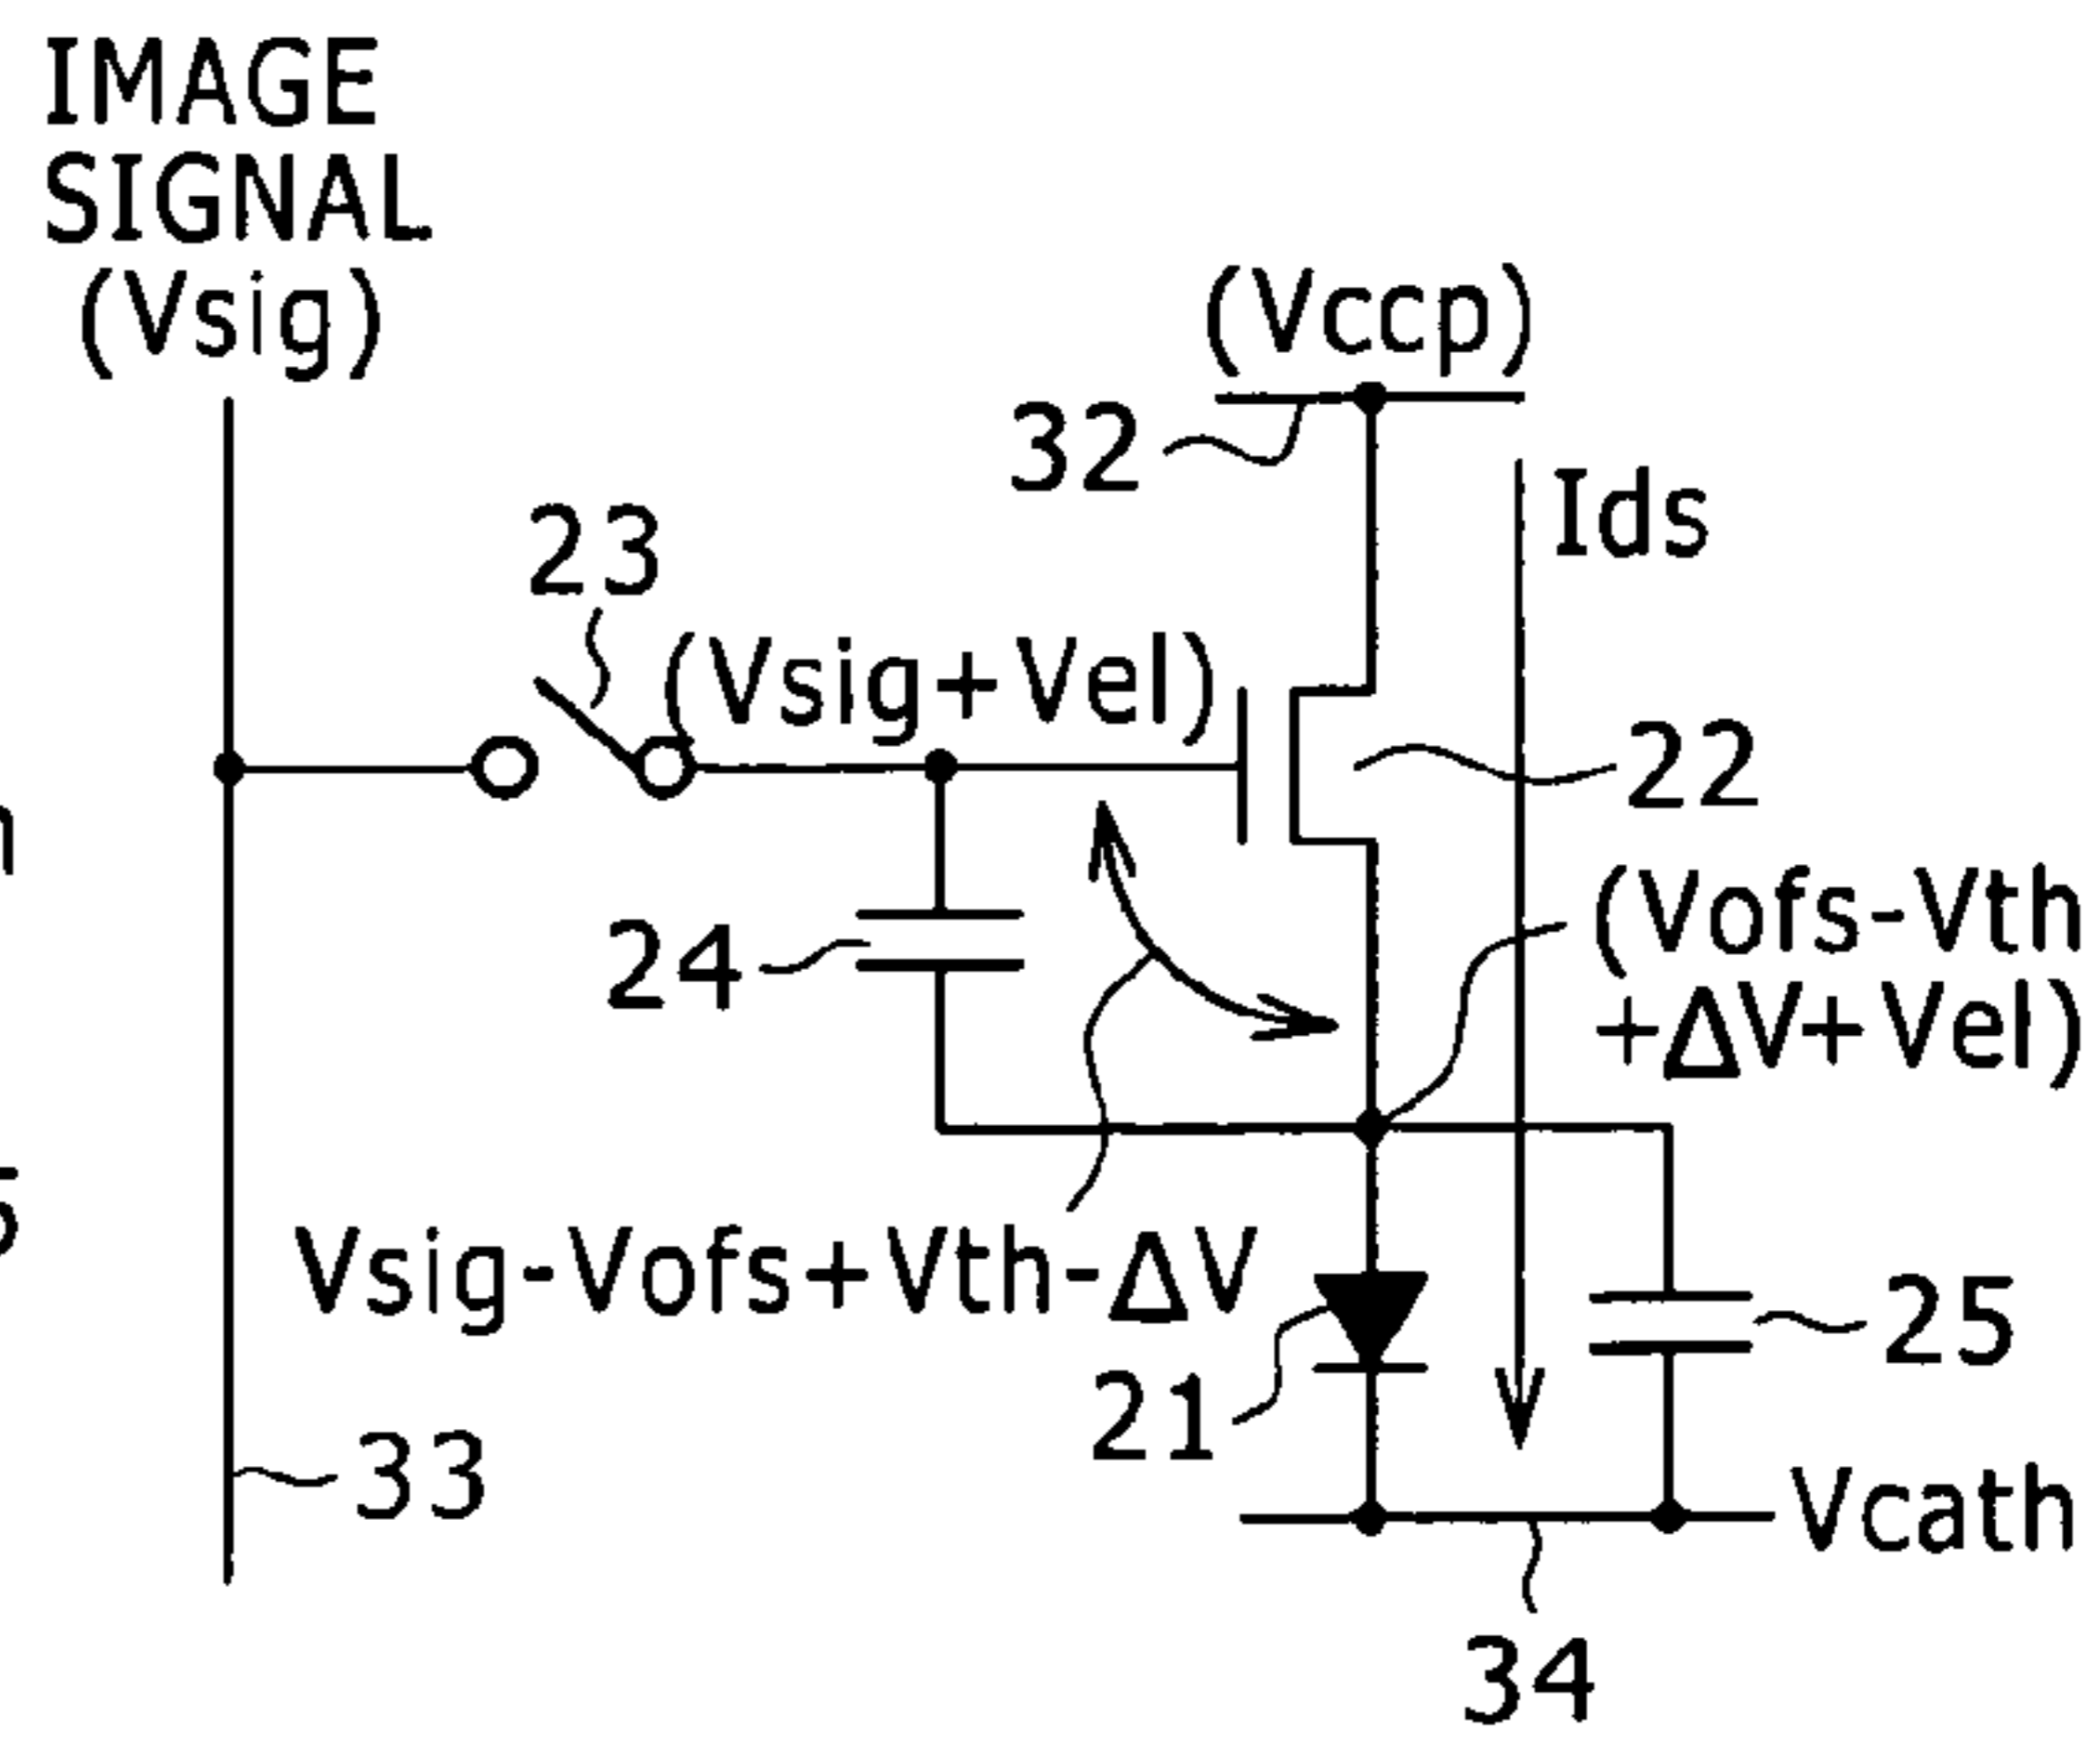 IMAGE
SIGNAL
(Vsig)
(Vccp)
32
Ids
23
(Vsig+Vel)
22
(Vofs-Vth
+ΔV+Vel)
24
Vsig-Vofs+Vth-ΔV
25
21
33
Vcath
34